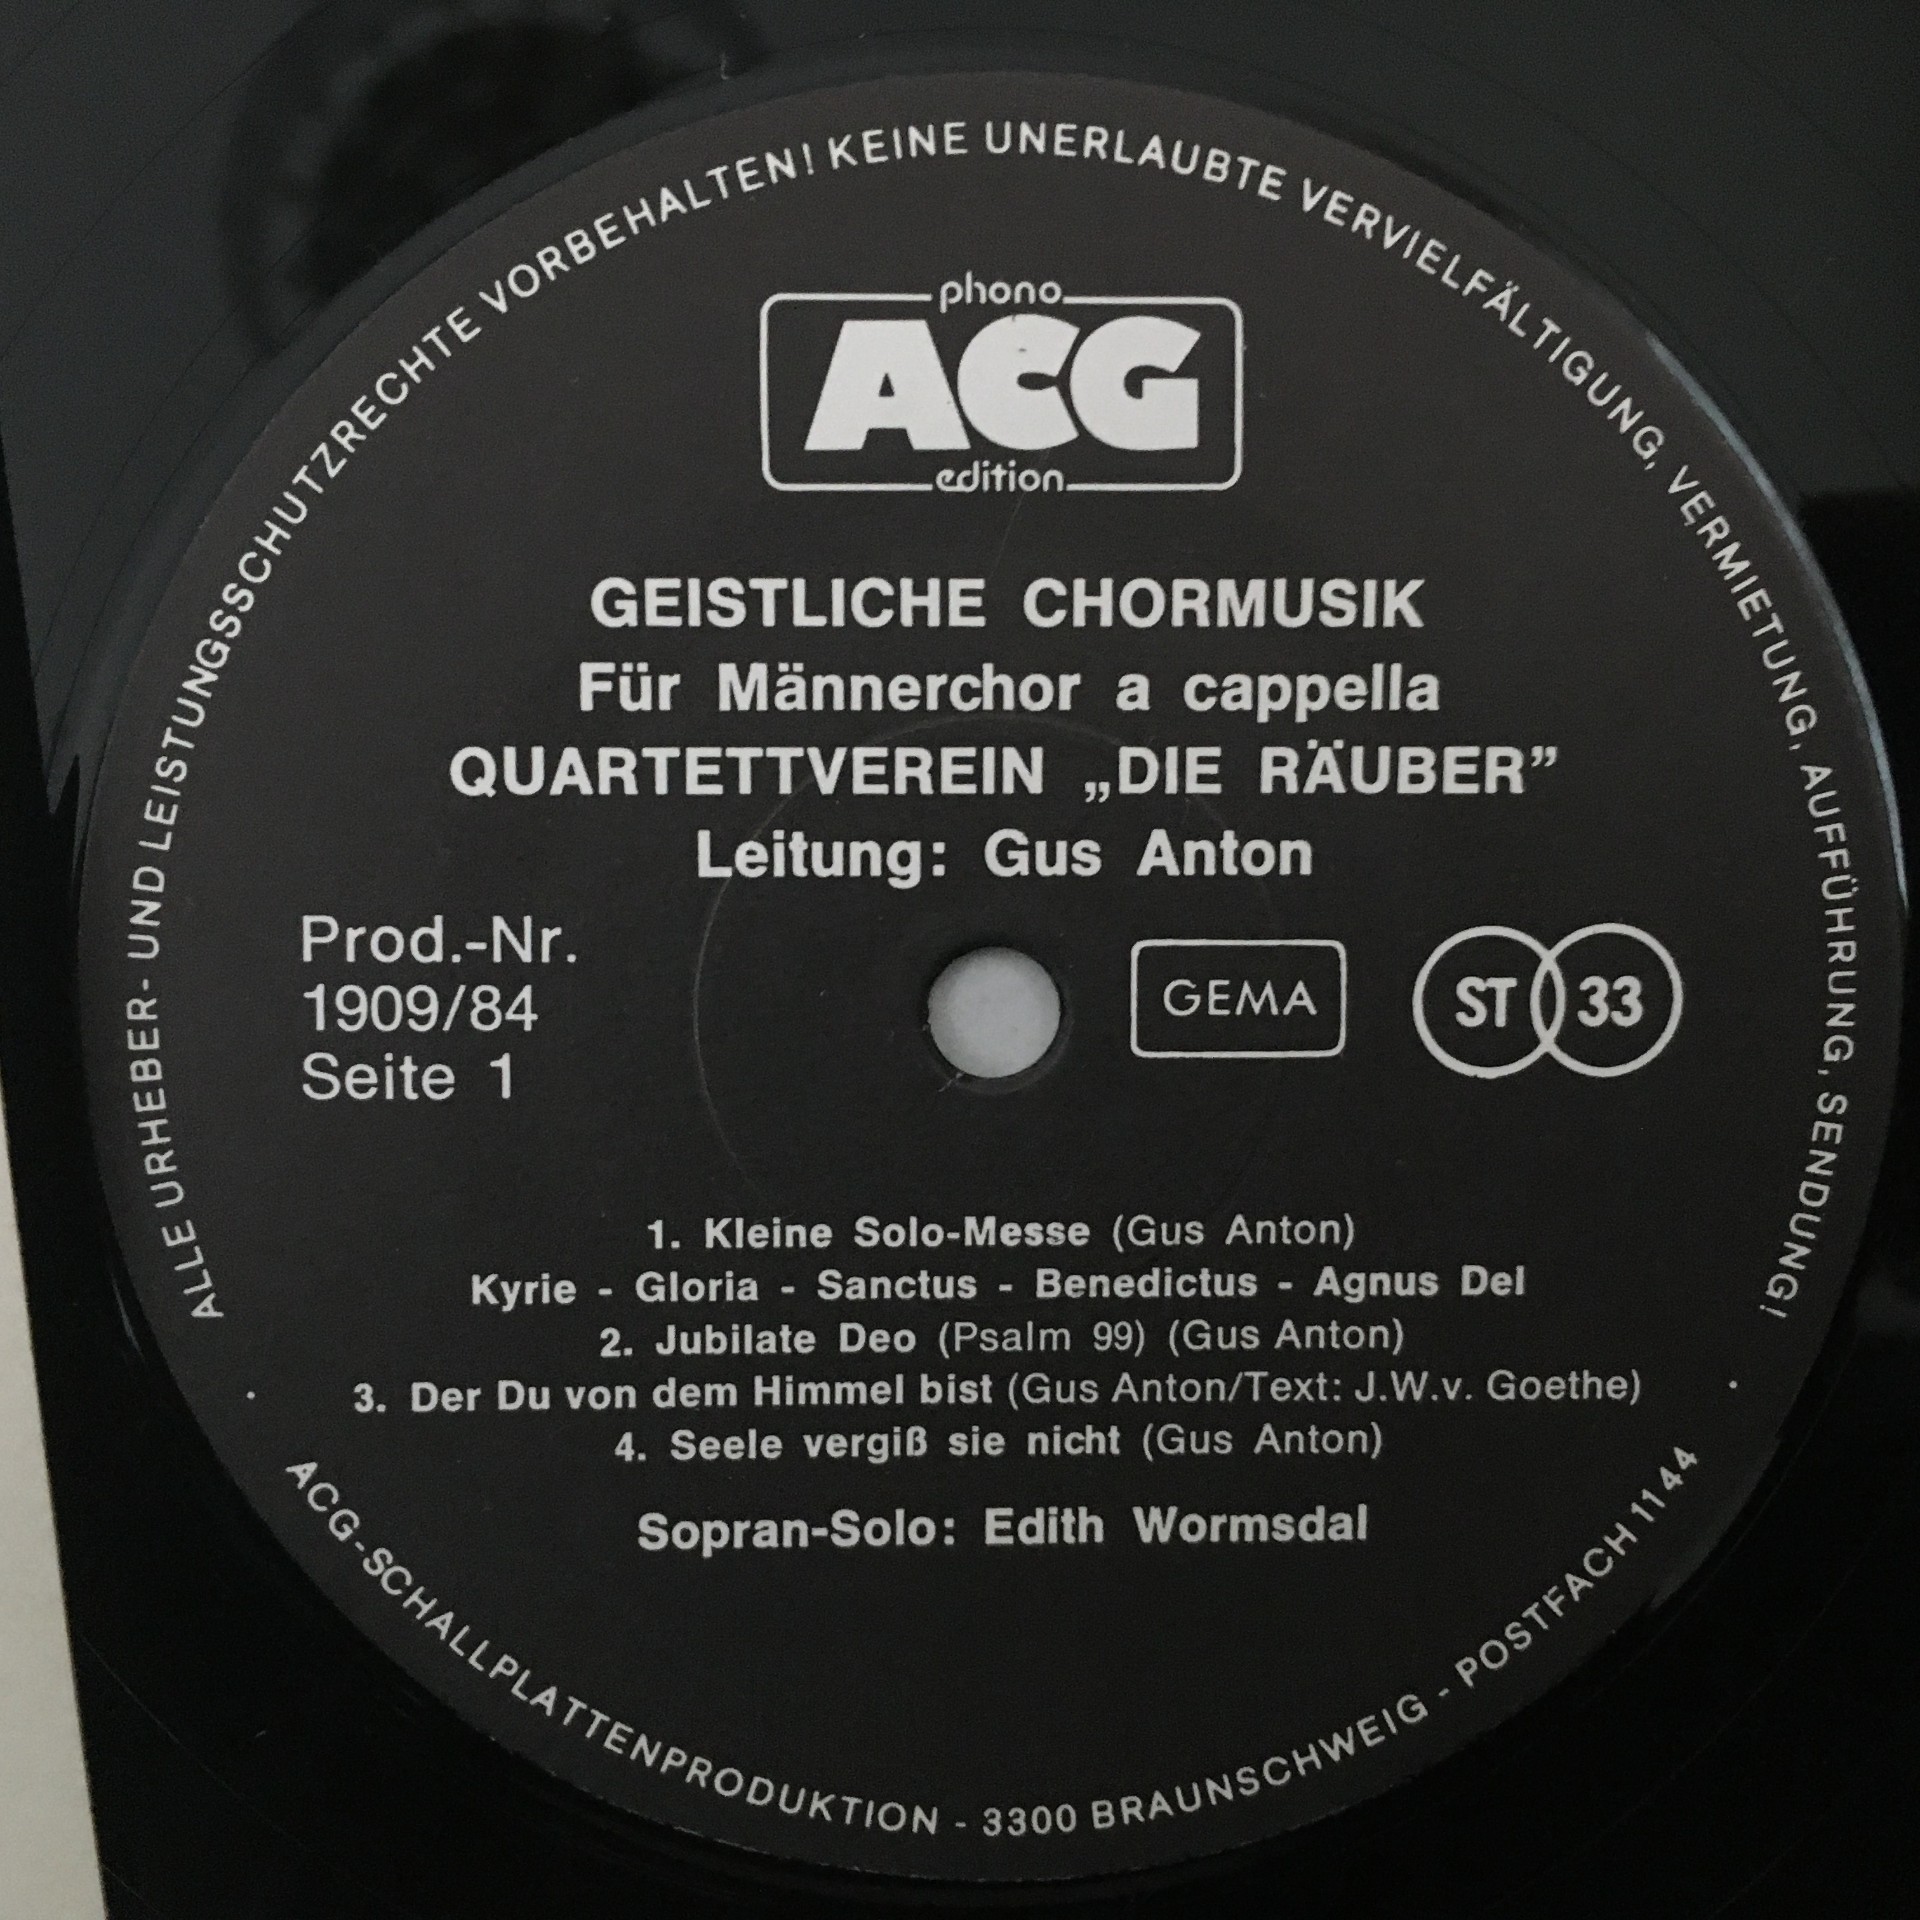 ALLE URHEBER- UND LEISTUNGSSCHUTZRECHTE VORBEHALTEN! KEINE UNERLAUBTE VERVIELFÄLTIGUNG, VERMIETUNG, AUFFÜHRUNG, SENDUNG!
phono
ACG
edition
GEISTLICHE CHORMUSIK
Für Männerchor a cappella
QUARTETTVEREIN „DIE RÄUBER”
Leitung: Gus Anton
Prod.-Nr.
1909/84
Seite 1
GEMA
ST 33
1. Kleine Solo-Messe (Gus Anton)
Kyrie - Gloria - Sanctus - Benedictus - Agnus Del
2. Jubilate Deo (Psalm 99) (Gus Anton)
3. Der Du von dem Himmel bist (Gus Anton/Text: J.W.v. Goethe)
4. Seele vergiß sie nicht (Gus Anton)
Sopran-Solo: Edith Wormsdal
ACG-SCHALLPLATTENPRODUKTION - 3300 BRAUNSCHWEIG - POSTFACH 1144